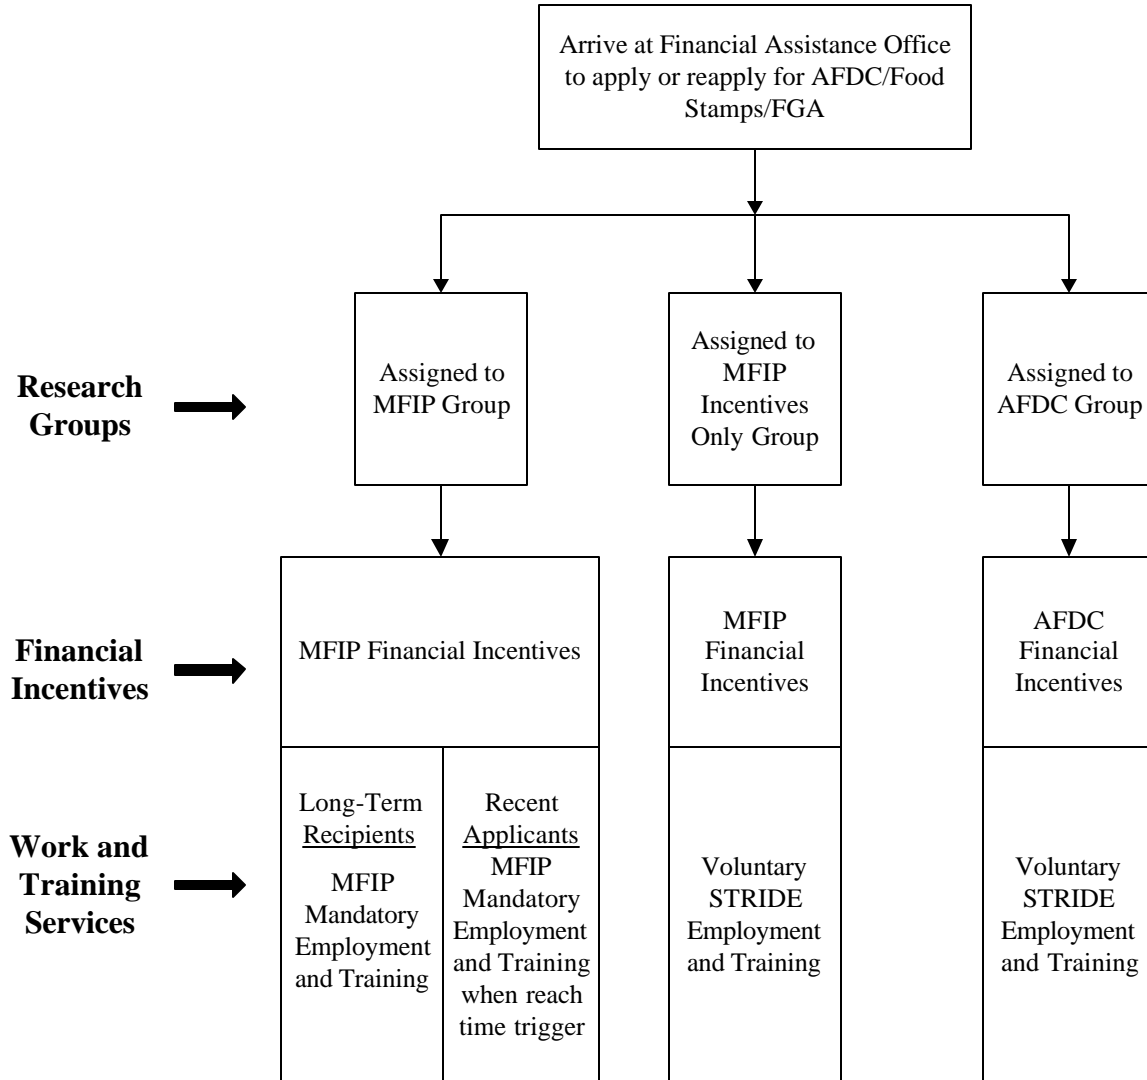 Arrive at Financial Assistance Office
to apply or reapply for AFDC/Food
Stamps/FGA
Research
Groups
Assigned to
MFIP Group
Assigned to
MFIP
Incentives
Only Group
Assigned to
AFDC Group
Financial
Incentives
MFIP Financial Incentives
MFIP
Financial
Incentives
AFDC
Financial
Incentives
Work and
Training
Services
Long-Term
Recipients
MFIP
Mandatory
Employment
and Training
Recent
Applicants
MFIP
Mandatory
Employment
and Training
when reach
time trigger
Voluntary
STRIDE
Employment
and Training
Voluntary
STRIDE
Employment
and Training